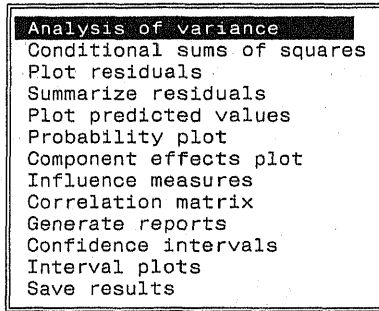 Analysis of variance
Conditional sums of squares
Plot residuals
Summarize residuals
Plot predicted values
Probability plot
Component effects plot
Influence measures
Correlation matrix
Generate reports
Confidence intervals
Interval plots
Save results